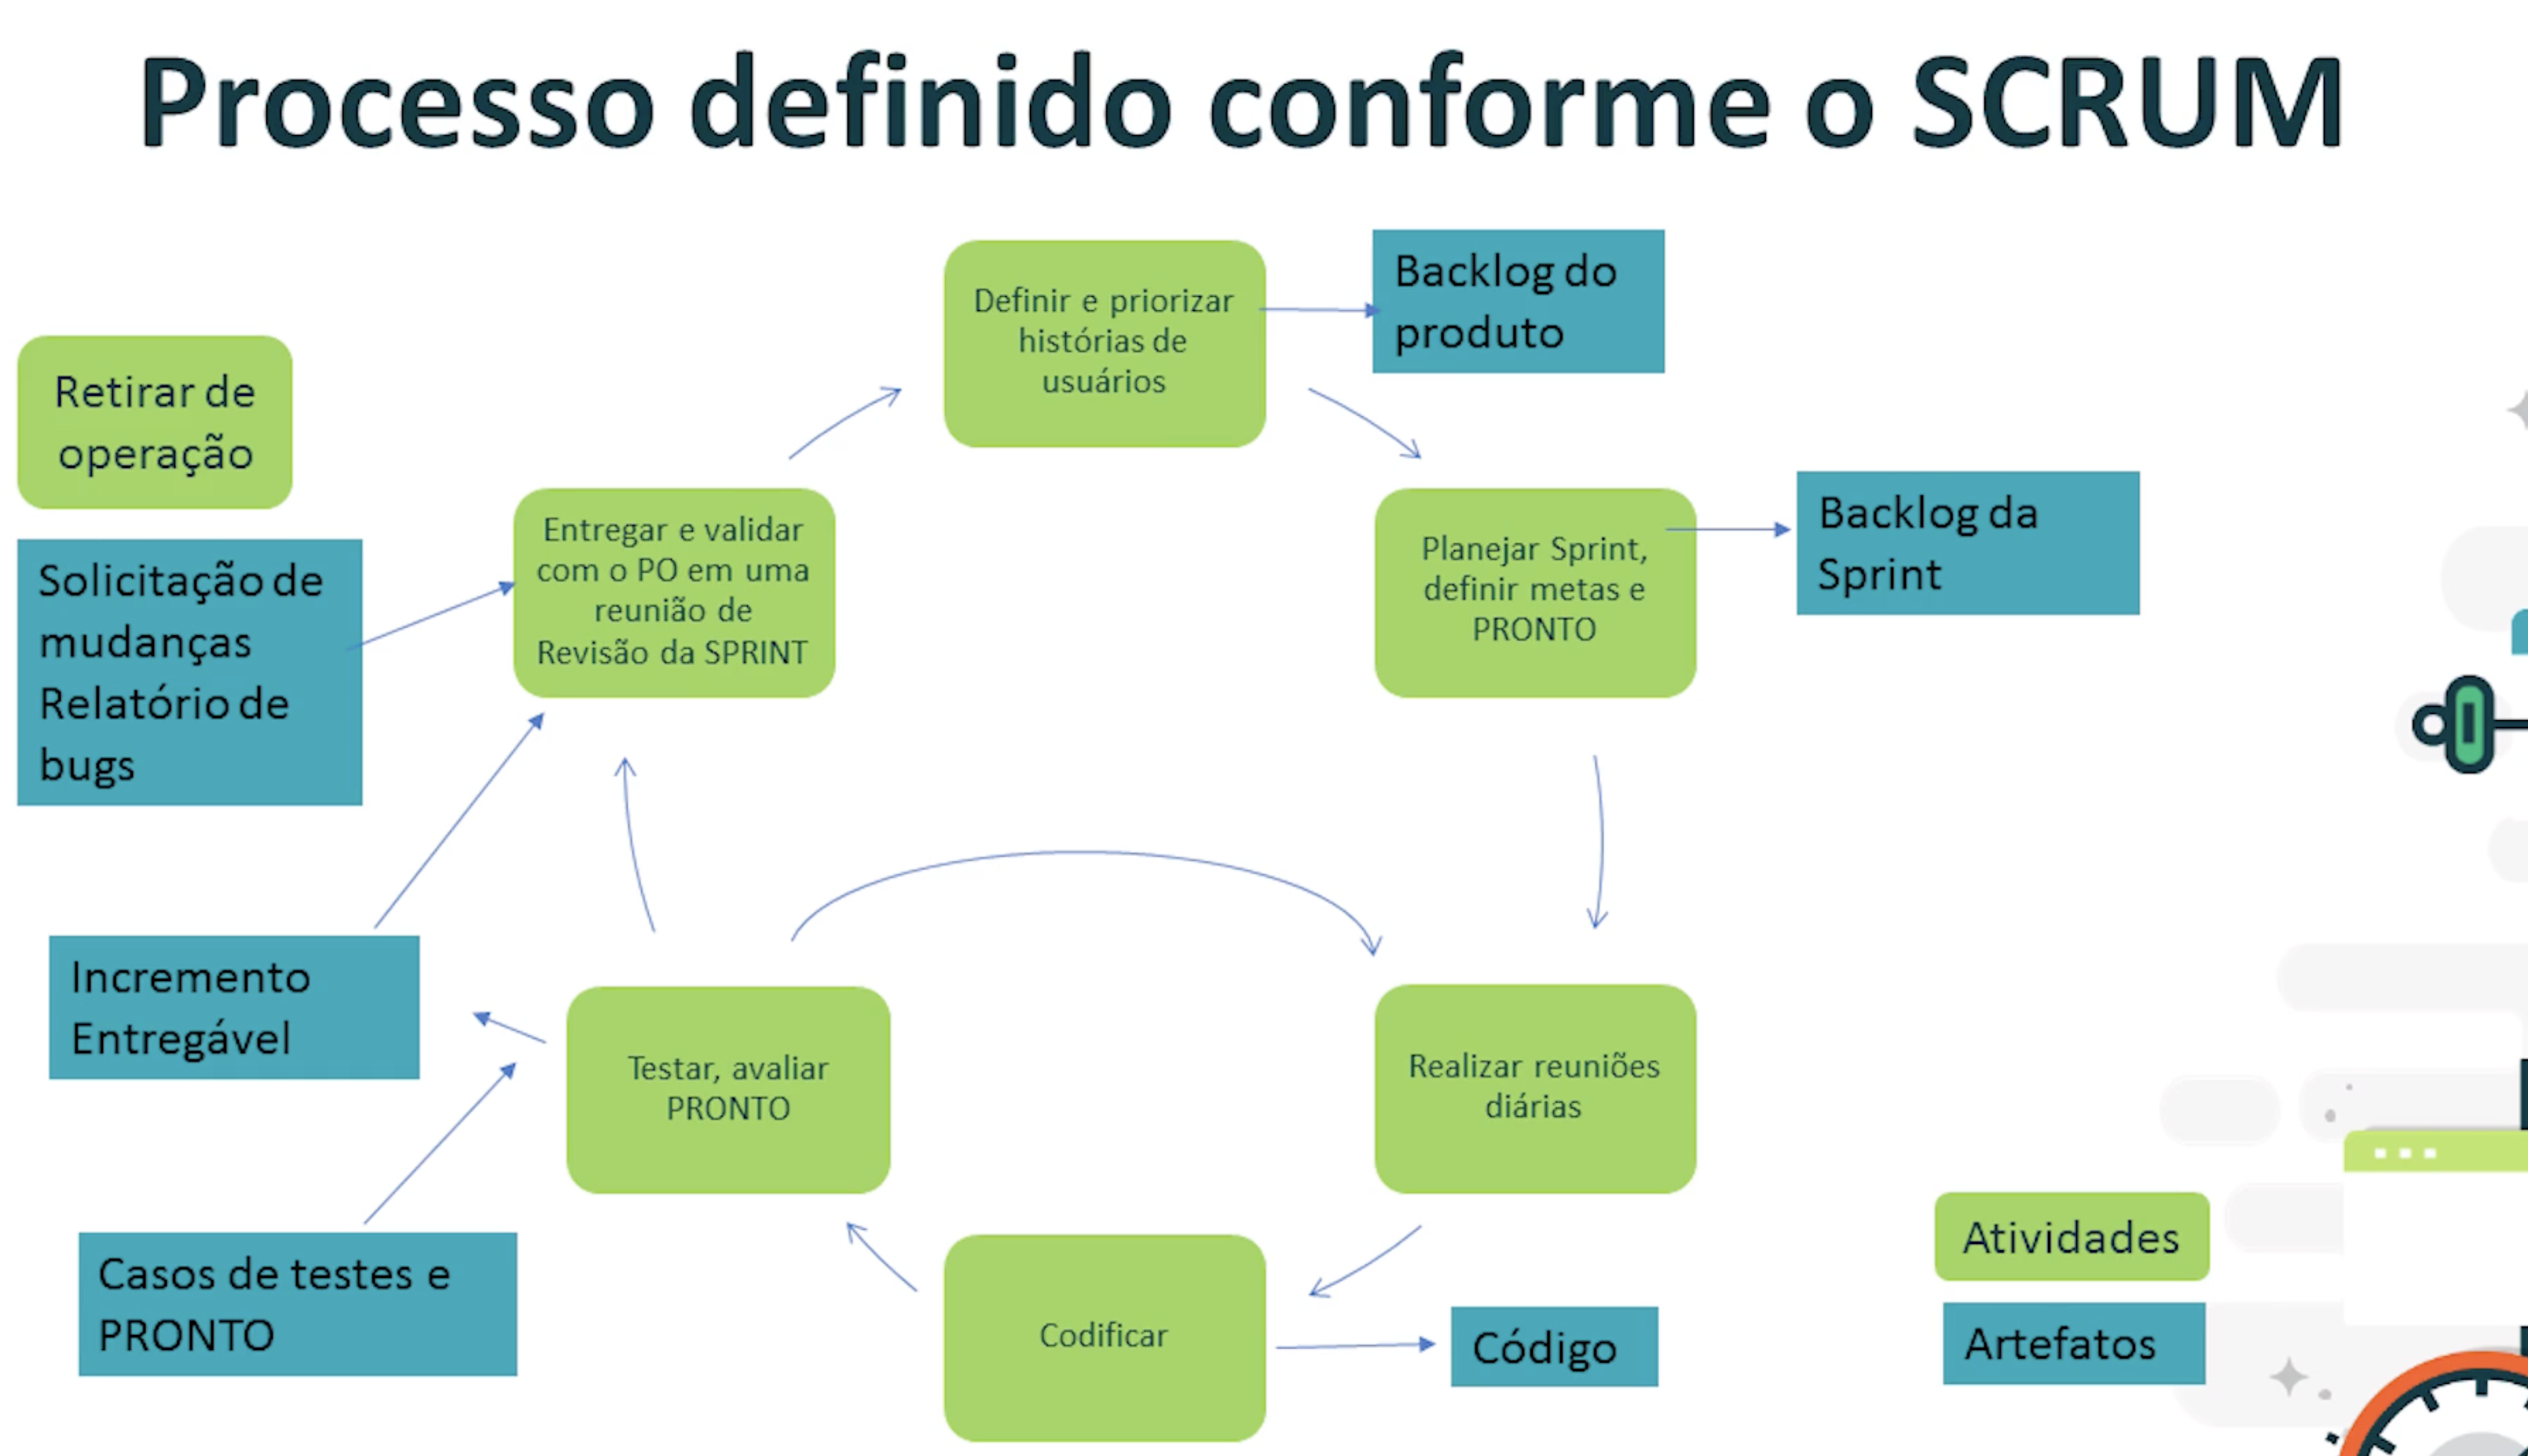 Processo definido conforme o SCRUM
Definir e priorizar
histórias de
usuários
Backlog do
produto
Retirar de
operação
Entregar e validar
com o PO em uma
reunião de
Revisão da SPRINT
Planejar Sprint,
definir metas e
PRONTO
Backlog da
Sprint
Solicitação de
mudanças
Relatório de
bugs
Incremento
Entregável
Testar, avaliar
PRONTO
Realizar reuniões
diárias
Casos de testes e
PRONTO
Codificar
Código
Atividades
Artefatos